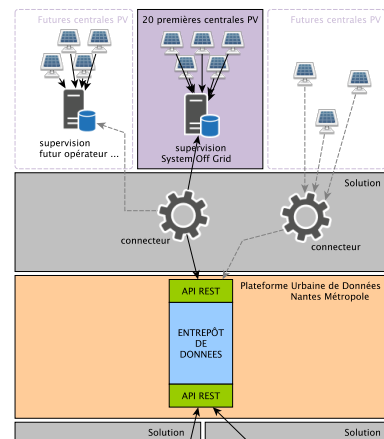 Futures centrales PV
20 premières centrales PV
Futures centrales PV
supervision
futur opérateur ...
supervision
System Off Grid
Solution
connecteur
connecteur
API REST
Plateforme Urbaine de Données
Nantes Métropole
ENTREPÔT
DE
DONNEES
API REST
Solution
Solution